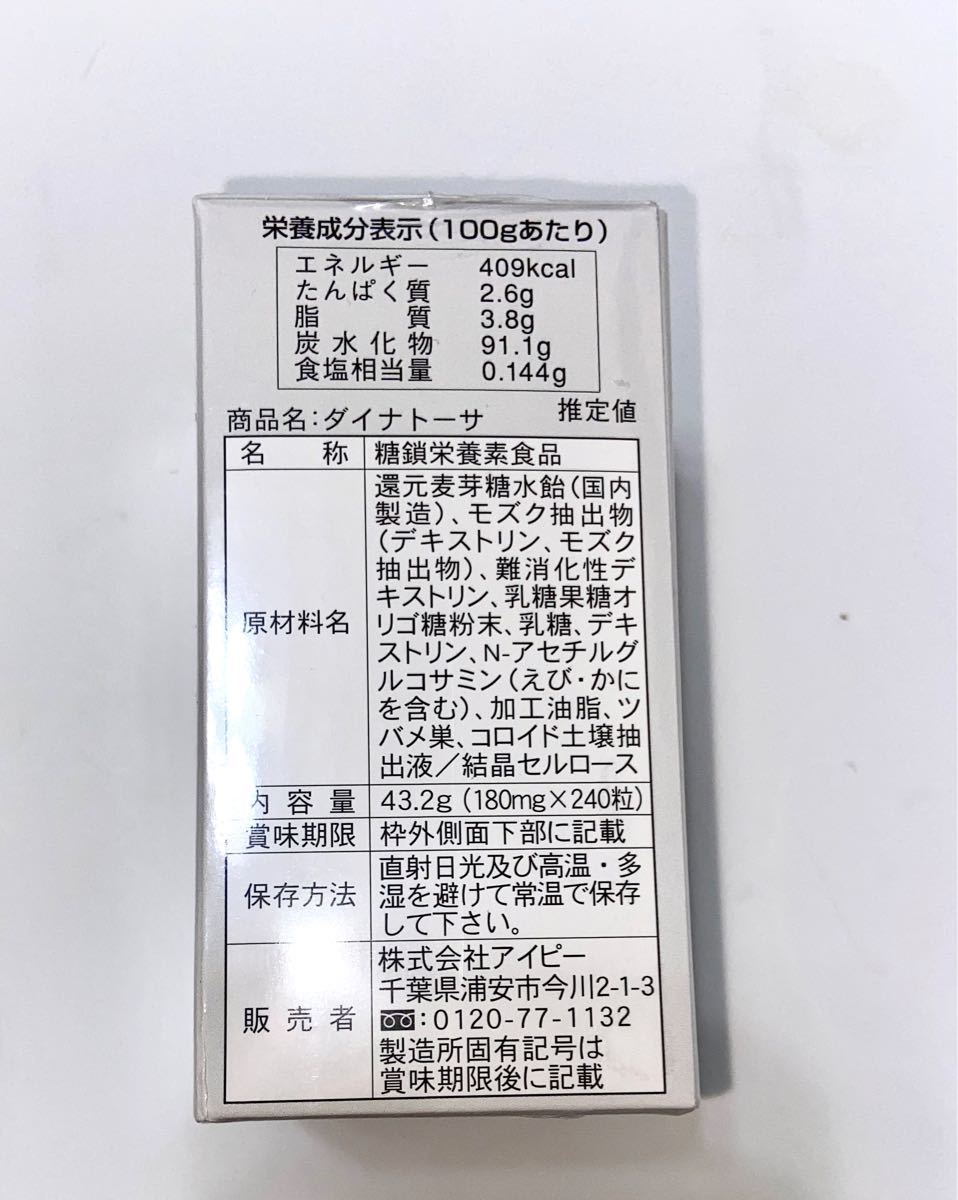 栄養成分表示(100gあたり)
エネルギー 409kcal
たんぱく質 2.6g
脂質 3.8g
炭水化物 91.1g
食塩相当量 0.144g
推定値
商品名:ダイナトーサ
名称 糖鎖栄養素食品
原材料名
還元麦芽糖水飴(国内
製造)、モズク抽出物
(デキストリン、モズク
抽出物)、難消化性デ
キストリン、乳糖果糖オ
リゴ糖粉末、乳糖、デキ
ストリン、N-アセチルグ
ルコサミン(えび・かに
を含む)、加工油脂、ツ
バメ巣、コロイド土壌抽
出液/結晶セルロース
内容量 43.2g(180mg×240粒)
賞味期限 枠外側面下部に記載
保存方法
直射日光及び高温・多
湿を避けて常温で保存
して下さい。
販売者
株式会社アイピー
千葉県浦安市今川2-1-3
:0120-77-1132
製造所固有記号は
賞味期限後に記載